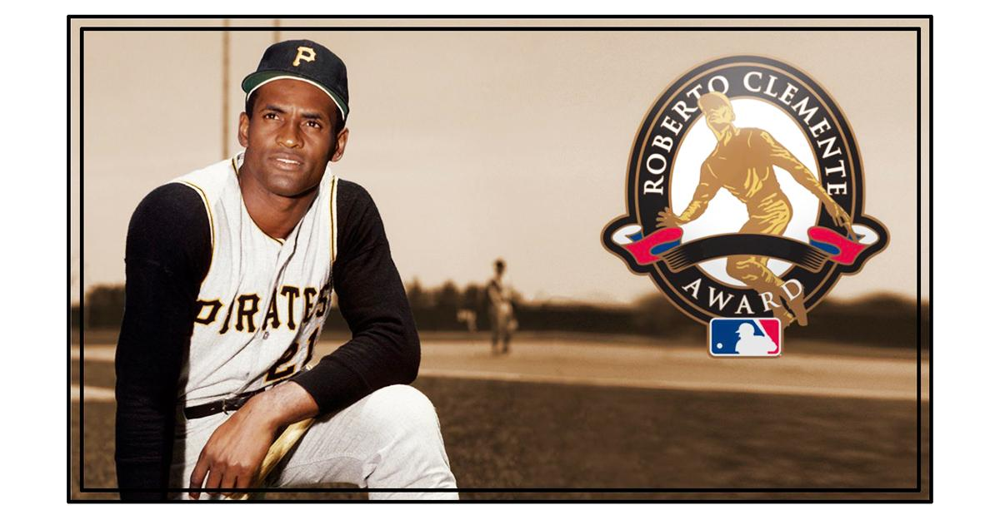 P
PIRATES
21
ROBERTO CLEMENTE
AWARD